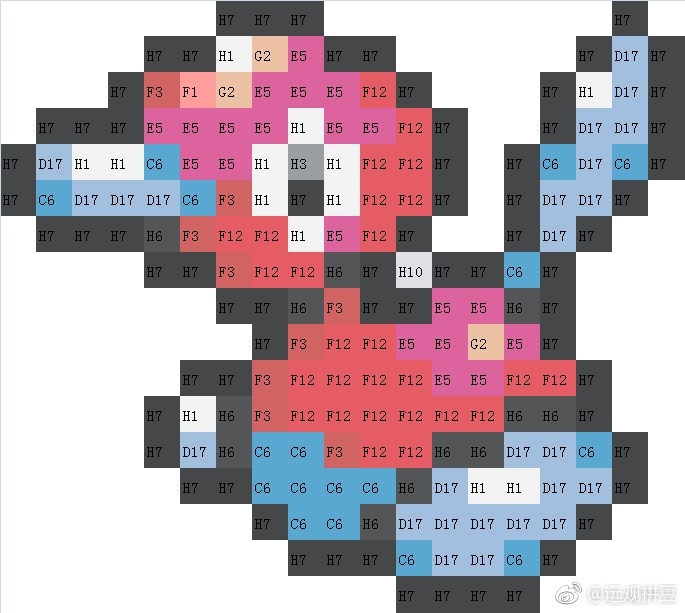 H7 H7 H7 H7
H7 H7 H1 G2 E5 H7 H7 H7 D17 H7
H7 F3 F1 G2 E5 E5 E5 F12 H7 H7 H1 D17 H7
H7 H7 H7 E5 E5 E5 E5 H1 E5 E5 F12 H7 H7 D17 D17 H7
H7 D17 H1 H1 C6 E5 E5 H1 H3 H1 F12 F12 H7 H7 C6 D17 C6 H7
H7 C6 D17 D17 D17 C6 F3 H1 H7 H1 F12 F12 H7 H7 D17 D17 H7
H7 H7 H7 H6 F3 F12 F12 H1 E5 F12 H7 H7 D17 H7
H7 H7 F3 F12 F12 H6 H7 H10 H7 H7 C6 H7
H7 H7 H6 F3 H7 H7 E5 E5 H6 H7
H7 F3 F12 F12 E5 E5 G2 E5 H7
H7 H7 F3 F12 F12 F12 F12 E5 E5 F12 F12 H7
H7 H1 H6 F3 F12 F12 F12 F12 F12 F12 H6 H6 H7
H7 D17 H6 C6 C6 F3 F12 F12 H6 H6 D17 D17 C6 H7
H7 H7 C6 C6 C6 C6 H6 D17 H1 H1 D17 D17 H7
H7 C6 C6 H6 D17 D17 D17 D17 D17 H7
H7 H7 H7 C6 D17 D17 C6 H7
H7 H7 H7 H7
@远观拼豆